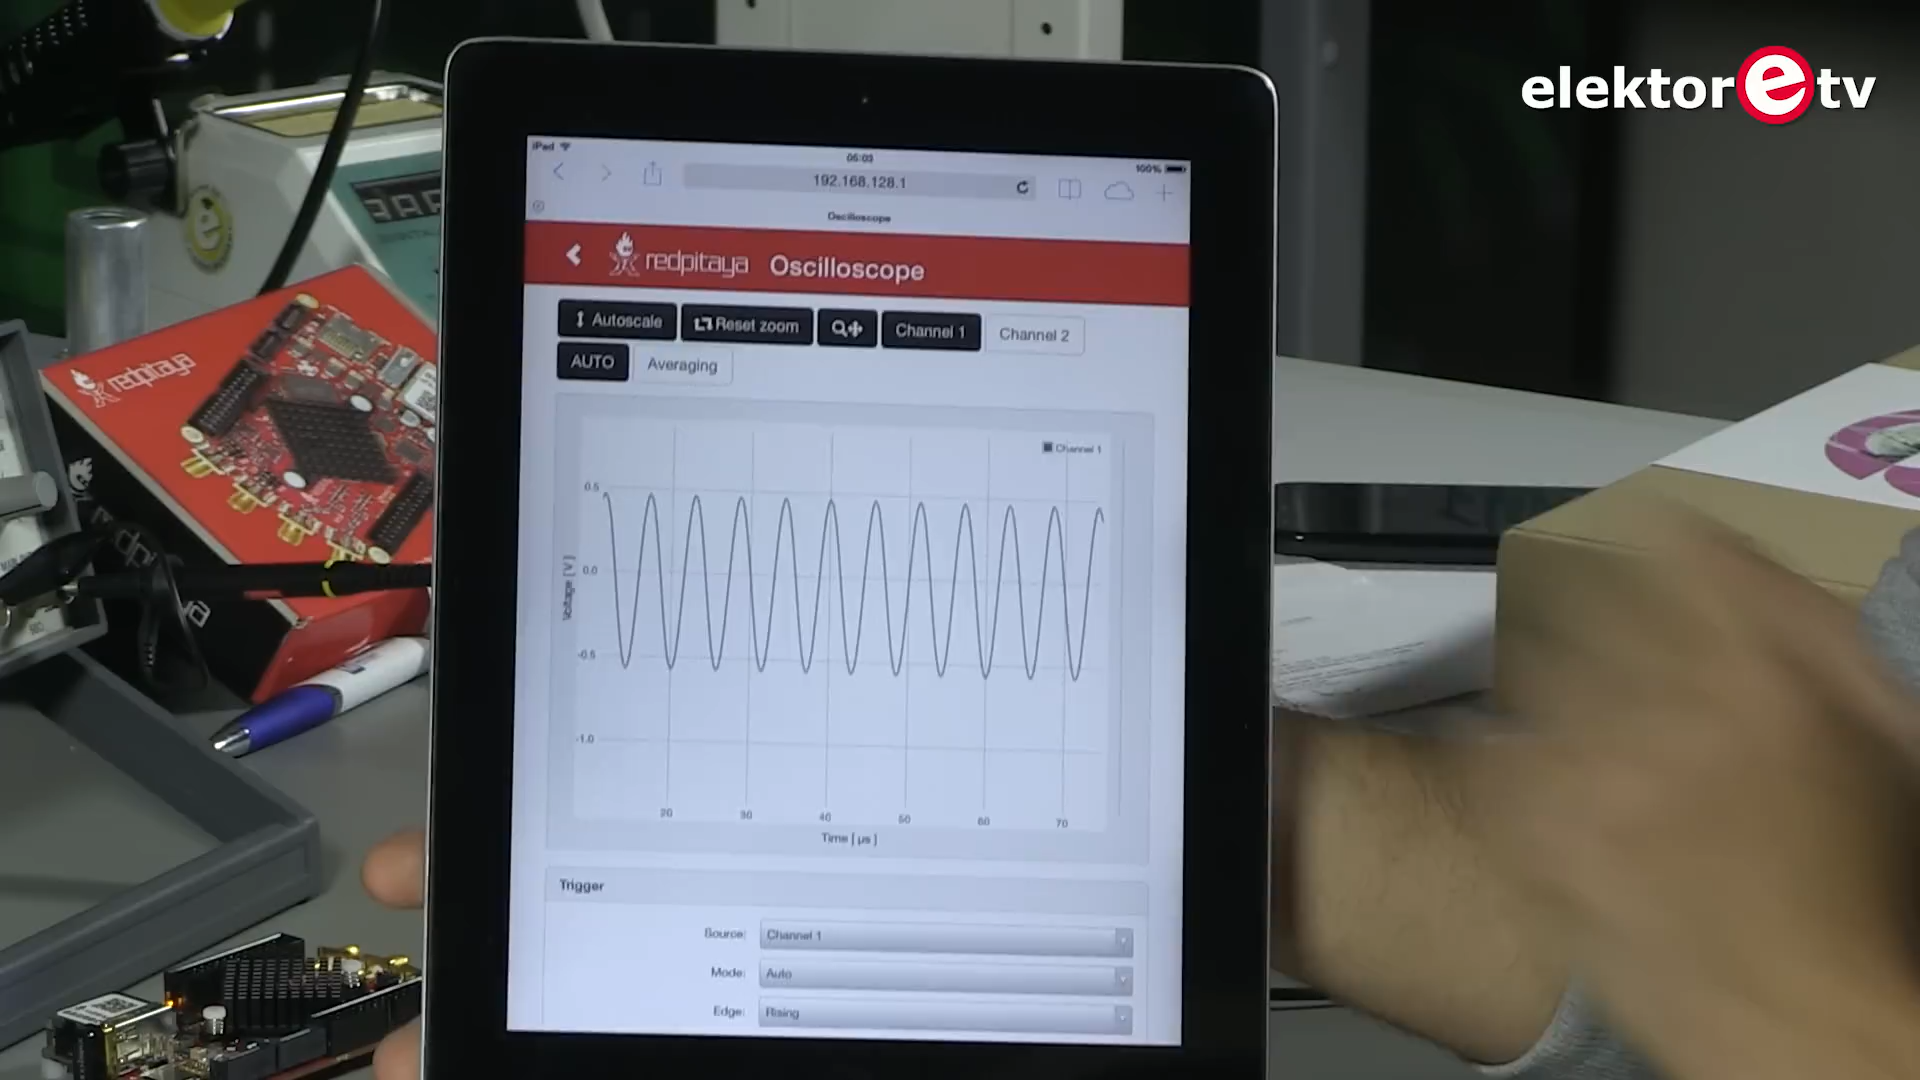 elektor e tv
iPad
05:03
100%
192.168.128.1
Oscilloscope
redpitaya Oscilloscope
Autoscale Reset zoom Channel 1 Channel 2
AUTO Averaging
Channel 1
0.5
0.0
-0.5
-1.0
Voltage [ V ]
20 30 40 50 60 70
Time [ µs ]
Trigger
Source: Channel 1
Mode: Auto
Edge: Rising
redpitaya